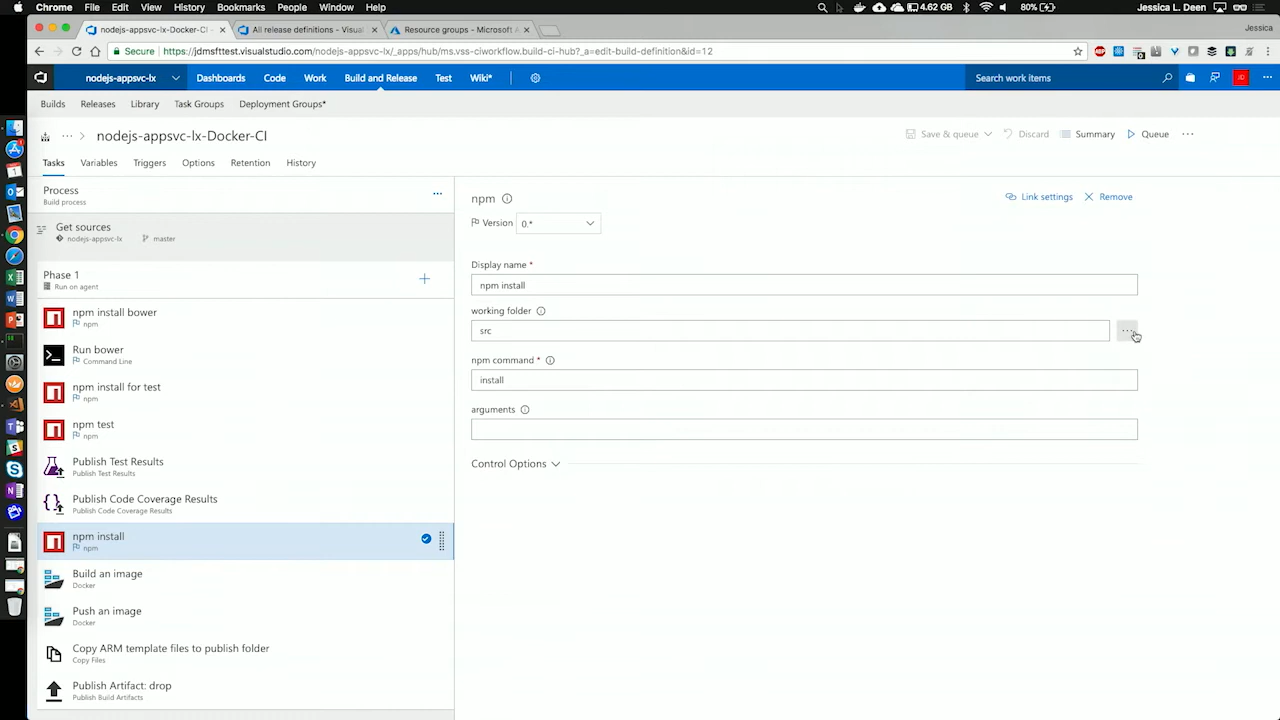 Chrome File Edit View History Bookmarks People Window Help 4.62 GB 80% Jessica L. Deen
nodejs-appsvc-lx-Docker-CI - All release definitions - Visual Resource groups - Microsoft A Jessica
Secure https://jdmsfttest.visualstudio.com/nodejs-appsvc-lx/_apps/hub/ms.vss-ciworkflow.build-ci-hub?_a=edit-build-definition&id=12
nodejs-appsvc-lx Dashboards Code Work Build and Release Test Wiki* Search work items JD
Builds Releases Library Task Groups Deployment Groups*
... > nodejs-appsvc-lx-Docker-CI Save & queue Discard Summary Queue ...
Tasks Variables Triggers Options Retention History
Process
Build process
...
Get sources
nodejs-appsvc-lx master
Phase 1
Run on agent
+
npm install bower
npm
Run bower
Command Line
npm install for test
npm
npm test
npm
Publish Test Results
Publish Test Results
Publish Code Coverage Results
Publish Code Coverage Results
npm install
npm
Build an image
Docker
Push an image
Docker
Copy ARM template files to publish folder
Copy Files
Publish Artifact: drop
Publish Build Artifacts
npm Link settings Remove
Version 0.*
Display name *
npm install
working folder
src ...
npm command *
install
arguments
Control Options